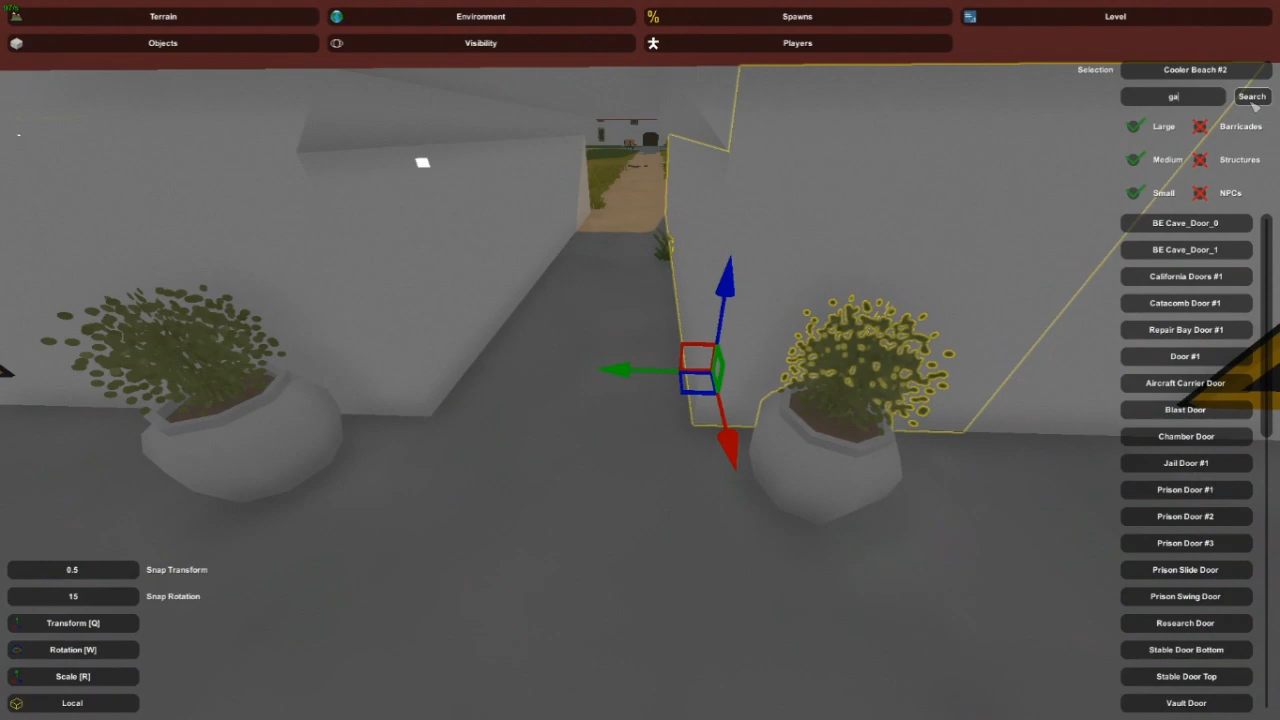 97/s
Terrain
Environment
Spawns
Level
Objects
Visibility
Players
Selection
Cooler Beach #2
ga
Search
Large
Barricades
Medium
Structures
Small
NPCs
BE Cave_Door_0
BE Cave_Door_1
California Doors #1
Catacomb Door #1
Repair Bay Door #1
Door #1
Aircraft Carrier Door
Blast Door
Chamber Door
Jail Door #1
Prison Door #1
Prison Door #2
Prison Door #3
Prison Slide Door
Prison Swing Door
Research Door
Stable Door Bottom
Stable Door Top
Vault Door
0.5
Snap Transform
15
Snap Rotation
Transform [Q]
Rotation [W]
Scale [R]
Local